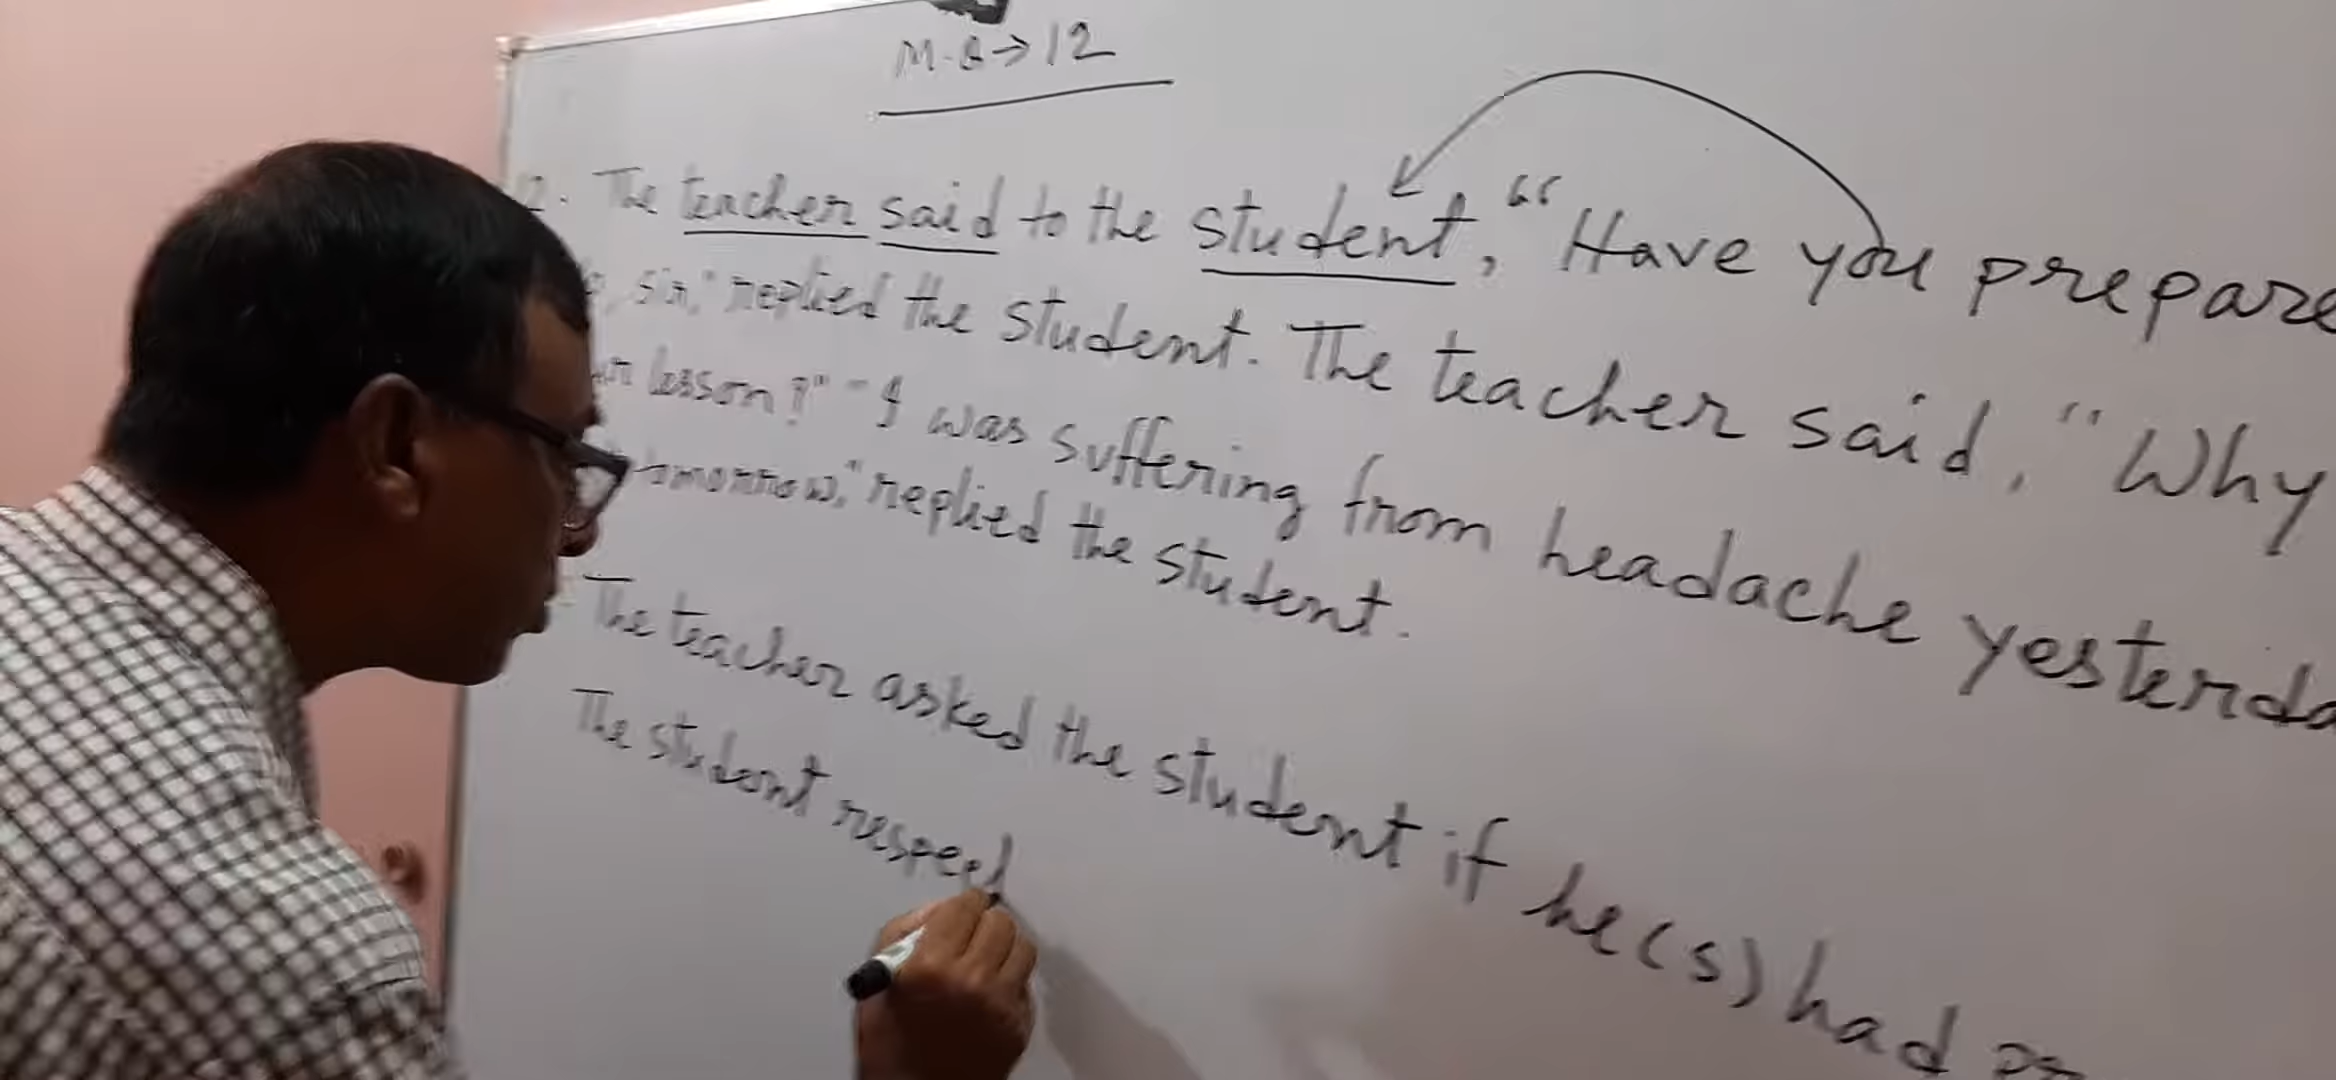 M.Q → 12
2. The teacher said to the student, "Have you prepare
sir," replied the student. The teacher said, "Why
lesson?" "I was suffering from headache yesterda
tomorrow," replied the student.
The teacher asked the student if he(s) had
The student respect